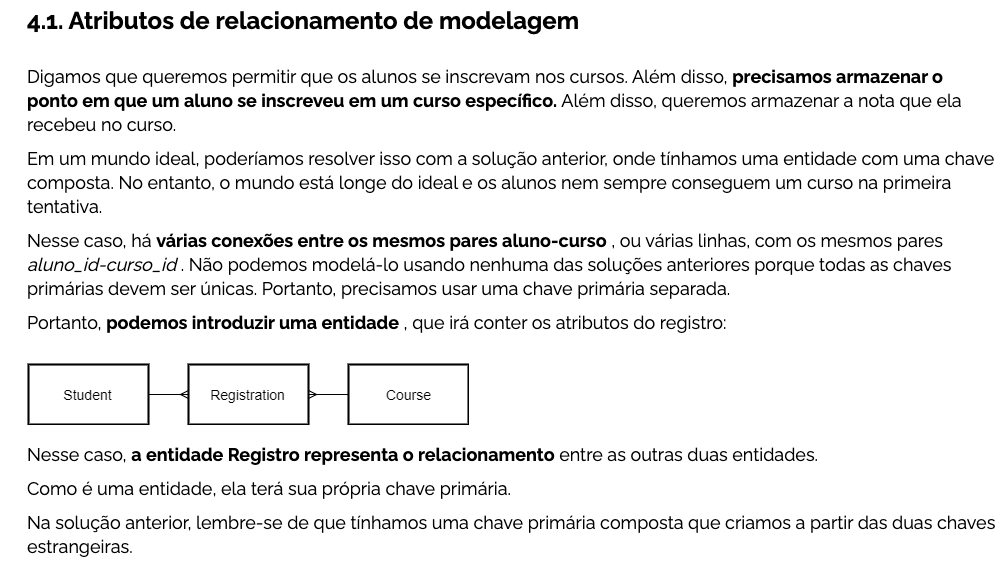 4.1. Atributos de relacionamento de modelagem
Digamos que queremos permitir que os alunos se inscrevam nos cursos. Além disso, precisamos armazenar o
ponto em que um aluno se inscreveu em um curso específico. Além disso, queremos armazenar a nota que ela
recebeu no curso.
Em um mundo ideal, poderíamos resolver isso com a solução anterior, onde tínhamos uma entidade com uma chave
composta. No entanto, o mundo está longe do ideal e os alunos nem sempre conseguem um curso na primeira
tentativa.
Nesse caso, há várias conexões entre os mesmos pares aluno-curso , ou várias linhas, com os mesmos pares
aluno_id-curso_id . Não podemos modelá-lo usando nenhuma das soluções anteriores porque todas as chaves
primárias devem ser únicas. Portanto, precisamos usar uma chave primária separada.
Portanto, podemos introduzir uma entidade , que irá conter os atributos do registro:
Student Registration Course
Nesse caso, a entidade Registro representa o relacionamento entre as outras duas entidades.
Como é uma entidade, ela terá sua própria chave primária.
Na solução anterior, lembre-se de que tínhamos uma chave primária composta que criamos a partir das duas chaves
estrangeiras.